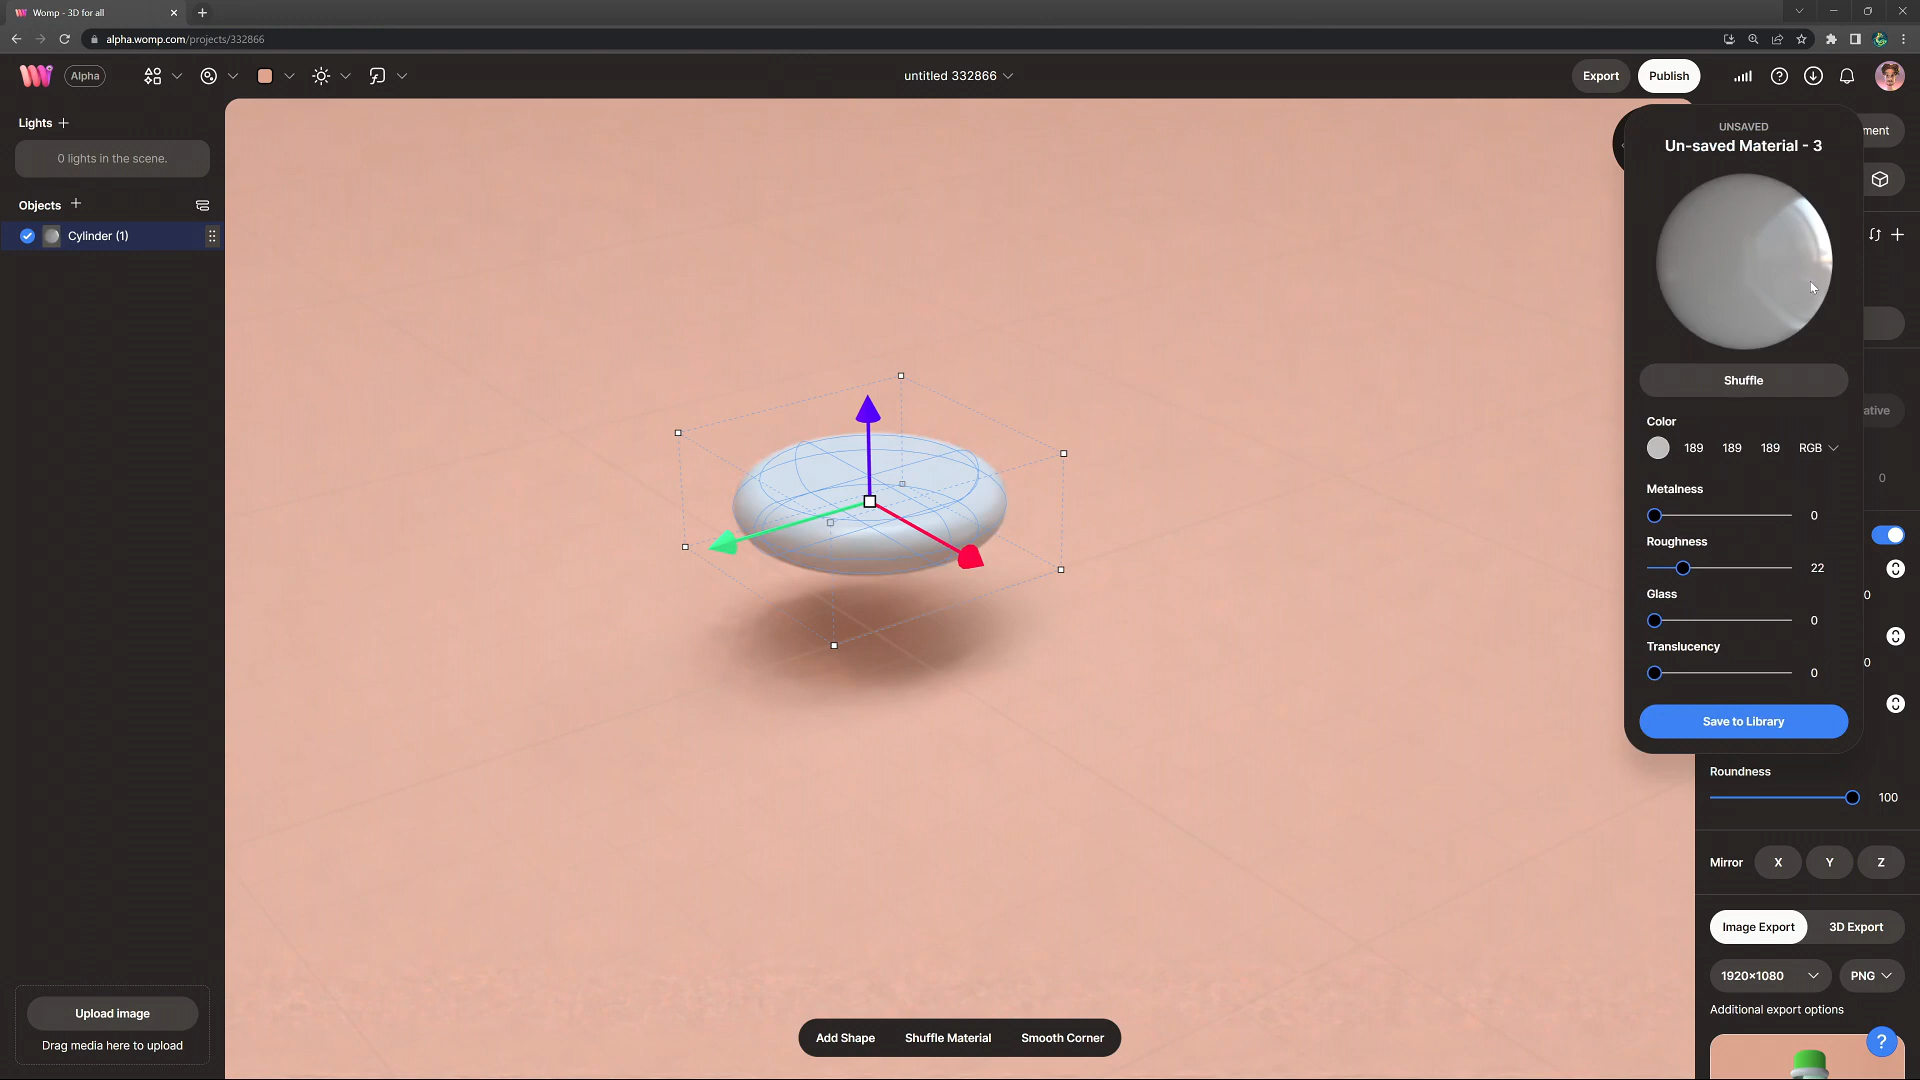 Womp - 3D for all
alpha.womp.com/projects/332866
Alpha
untitled 332866
Export
Publish
Lights
0 lights in the scene.
Objects
Cylinder (1)
UNSAVED
Un-saved Material - 3
ment
Shuffle
Color
189 189 189 RGB
ative
0
Metalness
0
Roughness
22
Glass
0
0
Translucency
0
0
Save to Library
Roundness
100
Mirror X Y Z
Image Export
3D Export
1920×1080
PNG
Additional export options
?
Upload image
Drag media here to upload
Add Shape
Shuffle Material
Smooth Corner